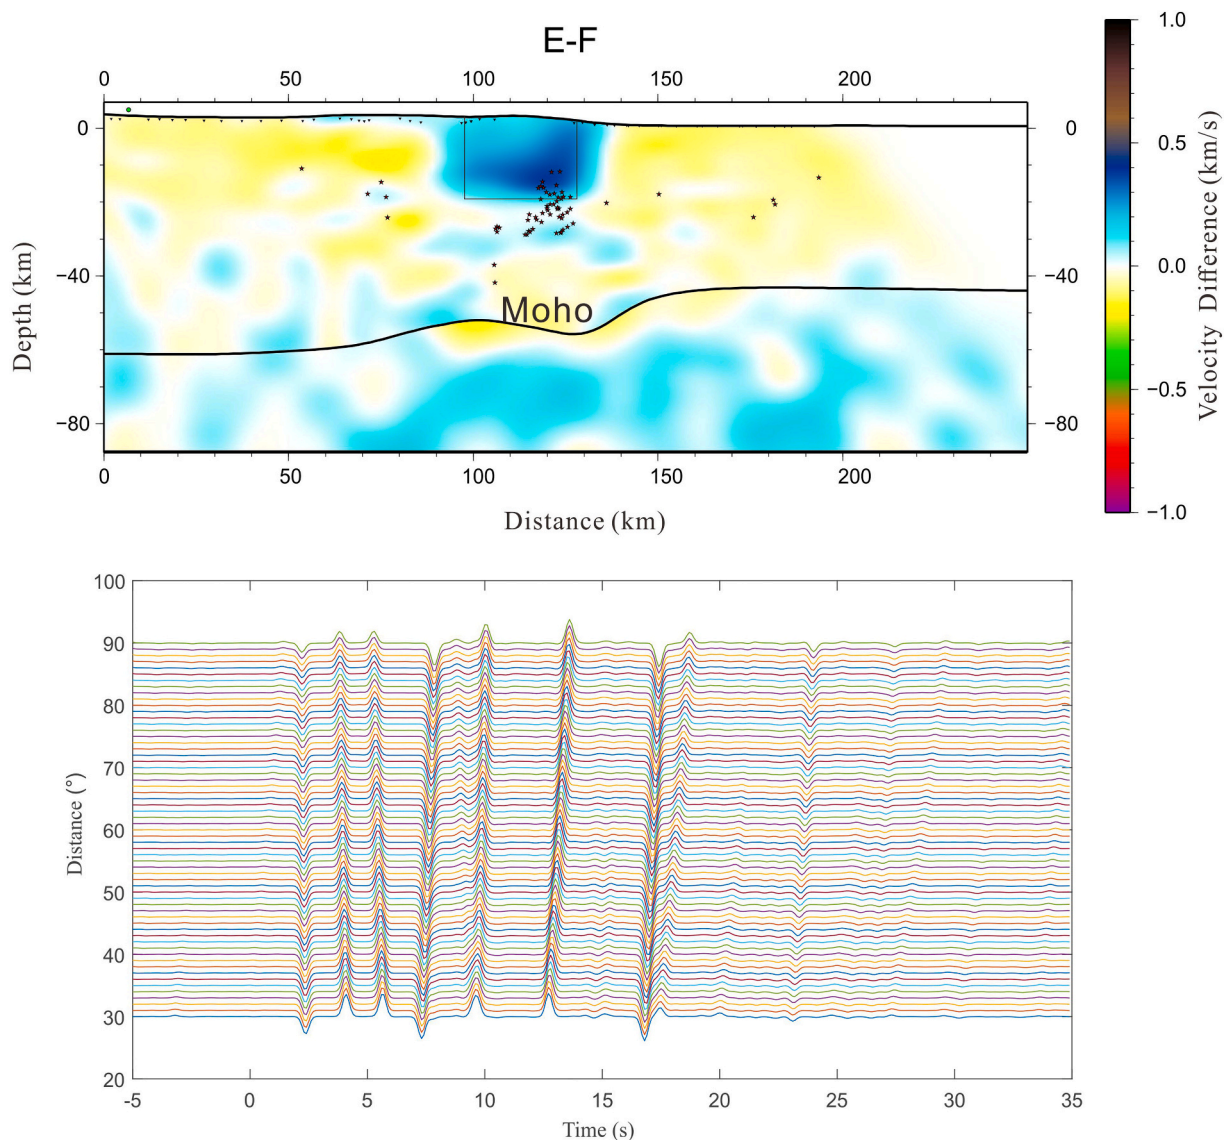 E-F
0 50 100 150 200
0
−40
−80
0
−40
−80
Depth (km)
Moho
0 50 100 150 200
Distance (km)
1.0
0.5
0.0
−0.5
−1.0
Velocity Difference (km/s)
100
90
80
70
60
50
40
30
20
Distance (°)
-5 0 5 10 15 20 25 30 35
Time (s)